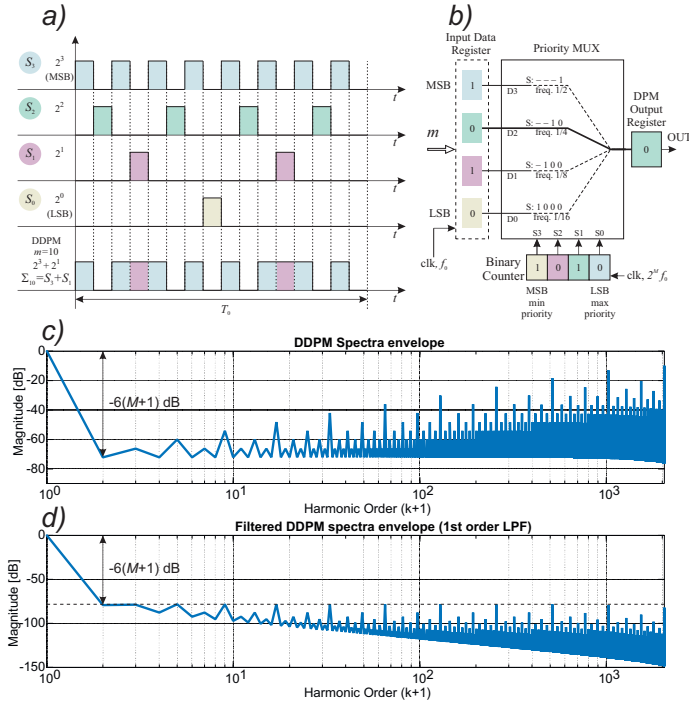 a)
S3 2^3 (MSB)
t
S2 2^2
t
S1 2^1
t
S0 2^0 (LSB)
t
DDPM
m=10
2^3 + 2^1
Σ10=S3+S1
t
T0
b)
Input Data
Register
Priority MUX
MSB
1
0
1
0
LSB
m
clk, f0
D3 S: – – – 1
freq. 1/2
D2 S: – – 1 0
freq. 1/4
D1 S: – 1 0 0
freq. 1/8
D0 S: 1 0 0 0
freq. 1/16
DPM
Output
Register
0
OUT
S3 S2 S1 S0
Binary
Counter
1 0 1 0
clk, 2^M f0
MSB
min
priority
LSB
max
priority
c)
DDPM Spectra envelope
Magnitude [dB]
0
-20
-40
-60
-80
-6(M+1) dB
10^0 10^1 10^2 10^3
Harmonic Order (k+1)
d)
Filtered DDPM spectra envelope (1st order LPF)
Magnitude [dB]
0
-50
-100
-150
-6(M+1) dB
10^0 10^1 10^2 10^3
Harmonic Order (k+1)